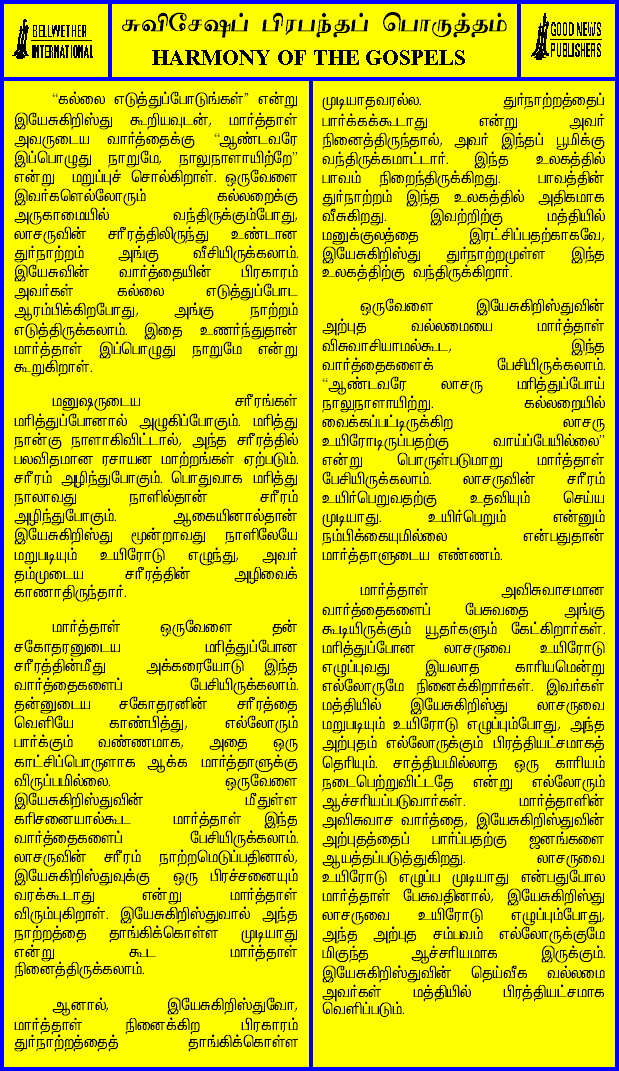 BELLWETHER
INTERNATIONAL
சுவிசேஷப் பிரபந்தப் பொருத்தம்
HARMONY OF THE GOSPELS
GOOD NEWS
PUBLISHERS
“கல்லை எடுத்துப்போடுங்கள்” என்று
இயேசுகிறிஸ்து கூறியவுடன், மார்த்தாள்
அவருடைய வார்த்தைக்கு “ஆண்டவரே
இப்பொழுது நாறுமே, நாலுநாளாயிற்றே”
என்று மறுப்புச் சொல்கிறாள். ஒருவேளை
இவர்களெல்லோரும் கல்லறைக்கு
அருகாமையில் வந்திருக்கும்போது,
லாசருவின் சரீரத்திலிருந்து உண்டான
துர்நாற்றம் அங்கு வீசியிருக்கலாம்.
இயேசுவின் வார்த்தையின் பிரகாரம்
அவர்கள் கல்லை எடுத்துப்போட
ஆரம்பிக்கிறபோது, அங்கு நாற்றம்
எடுத்திருக்கலாம். இதை உணர்ந்துதான்
மார்த்தாள் இப்பொழுது நாறுமே என்று
கூறுகிறாள்.
மனுஷருடைய சரீரங்கள்
மரித்துப்போனால் அழுகிப்போகும். மரித்து
நான்கு நாளாகிவிட்டால், அந்த சரீரத்தில்
பலவிதமான ரசாயன மாற்றங்கள் ஏற்படும்.
சரீரம் அழிந்துபோகும். பொதுவாக மரித்து
நாலாவது நாளில்தான் சரீரம்
அழிந்துபோகும். ஆகையினால்தான்
இயேசுகிறிஸ்து மூன்றாவது நாளிலேயே
மறுபடியும் உயிரோடு எழுந்து, அவர்
தம்முடைய சரீரத்தின் அழிவைக்
காணாதிருந்தார்.
மார்த்தாள் ஒருவேளை தன்
சகோதரனுடைய மரித்துப்போன
சரீரத்தின்மீது அக்கரையோடு இந்த
வார்த்தைகளைப் பேசியிருக்கலாம்.
தன்னுடைய சகோதரனின் சரீரத்தை
வெளியே காண்பித்து, எல்லோரும்
பார்க்கும் வண்ணமாக, அதை ஒரு
காட்சிப்பொருளாக ஆக்க மார்த்தாளுக்கு
விருப்பமில்லை. ஒருவேளை
இயேசுகிறிஸ்துவின் மீதுள்ள
கரிசனையால்கூட மார்த்தாள் இந்த
வார்த்தைகளைப் பேசியிருக்கலாம்.
லாசருவின் சரீரம் நாற்றமெடுப்பதினால்,
இயேசுகிறிஸ்துவுக்கு ஒரு பிரச்சனையும்
வரக்கூடாது என்று மார்த்தாள்
விரும்புகிறாள். இயேசுகிறிஸ்துவால் அந்த
நாற்றத்தை தாங்கிக்கொள்ள முடியாது
என்று கூட மார்த்தாள்
நினைத்திருக்கலாம்.
ஆனால், இயேசுகிறிஸ்துவோ,
மார்த்தாள் நினைக்கிற பிரகாரம்
துர்நாற்றத்தைத் தாங்கிக்கொள்ள
முடியாதவரல்ல. துர்நாற்றத்தைப்
பார்க்கக்கூடாது என்று அவர்
நினைத்திருந்தால், அவர் இந்தப் பூமிக்கு
வந்திருக்கமாட்டார். இந்த உலகத்தில்
பாவம் நிறைந்திருக்கிறது. பாவத்தின்
துர்நாற்றம் இந்த உலகத்தில் அதிகமாக
வீசுகிறது. இவற்றிற்கு மத்தியில்
மனுக்குலத்தை இரட்சிப்பதற்காகவே,
இயேசுகிறிஸ்து துர்நாற்றமுள்ள இந்த
உலகத்திற்கு வந்திருக்கிறார்.
ஒருவேளை இயேசுகிறிஸ்துவின்
அற்புத வல்லமையை மார்த்தாள்
விசுவாசியாமல்கூட, இந்த
வார்த்தைகளைக் பேசியிருக்கலாம்.
“ஆண்டவரே லாசரு மரித்துப்போய்
நாலுநாளாயிற்று. கல்லறையில்
வைக்கப்பட்டிருக்கிற லாசரு
உயிரோடிருப்பதற்கு வாய்ப்பேயில்லை”
என்று பொருள்படுமாறு மார்த்தாள்
பேசியிருக்கலாம். லாசருவின் சரீரம்
உயிர்பெறுவதற்கு உதவியும் செய்ய
முடியாது. உயிர்பெறும் என்னும்
நம்பிக்கையுமில்லை என்பதுதான்
மார்த்தாளுடைய எண்ணம்.
மார்த்தாள் அவிசுவாசமான
வார்த்தைகளைப் பேசுவதை அங்கு
கூடியிருக்கும் யூதர்களும் கேட்கிறார்கள்.
மரித்துப்போன லாசருவை உயிரோடு
எழுப்புவது இயலாத காரியமென்று
எல்லோருமே நினைக்கிறார்கள். இவர்கள்
மத்தியில் இயேசுகிறிஸ்து லாசருவை
மறுபடியும் உயிரோடு எழுப்பும்போது, அந்த
அற்புதம் எல்லோருக்கும் பிரத்தியட்சமாகத்
தெரியும். சாத்தியமில்லாத ஒரு காரியம்
நடைபெற்றுவிட்டதே என்று எல்லோரும்
ஆச்சரியப்படுவார்கள். மார்த்தாளின்
அவிசுவாச வார்த்தை, இயேசுகிறிஸ்துவின்
அற்புதத்தைப் பார்ப்பதற்கு ஜனங்களை
ஆயத்தப்படுத்துகிறது. லாசருவை
உயிரோடு எழுப்ப முடியாது என்பதுபோல
மார்த்தாள் பேசுவதினால், இயேசுகிறிஸ்து
லாசருவை உயிரோடு எழுப்பும்போது,
அந்த அற்புத சம்பவம் எல்லோருக்குமே
மிகுந்த ஆச்சரியமாக இருக்கும்.
இயேசுகிறிஸ்துவின் தெய்வீக வல்லமை
அவர்கள் மத்தியில் பிரத்தியட்சமாக
வெளிப்படும்.